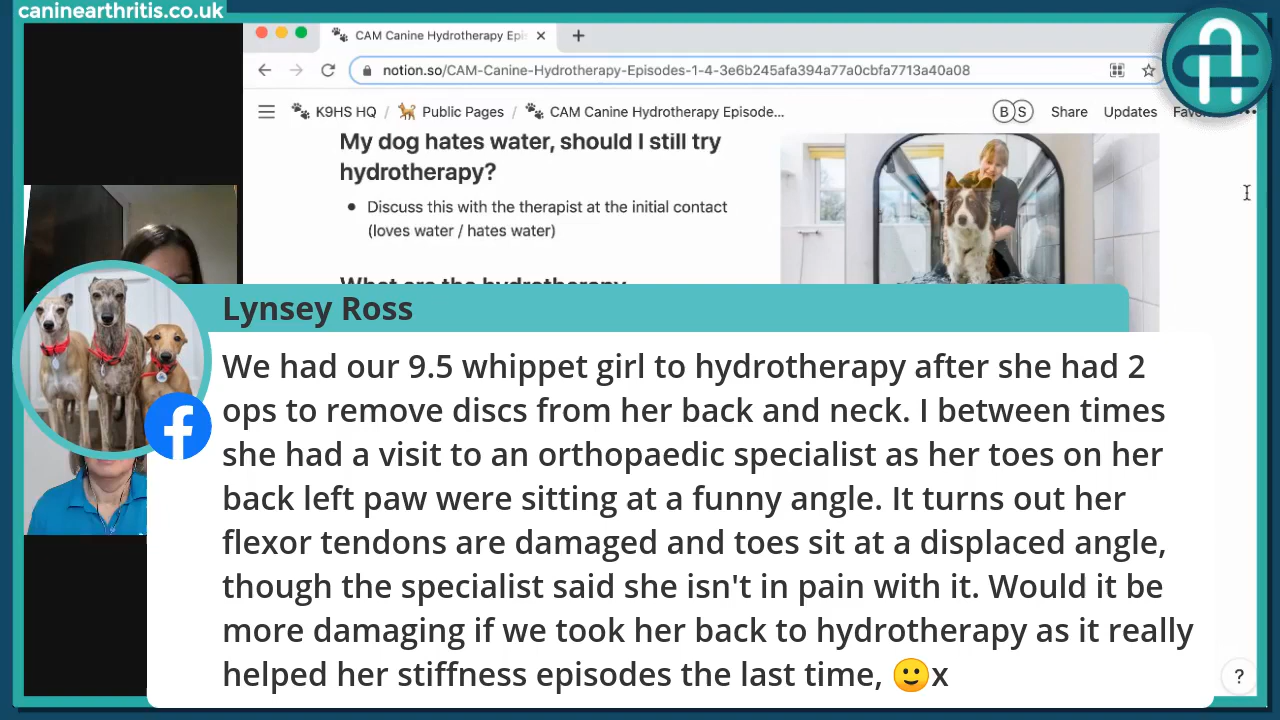 caninearthritis.co.uk
CAM Canine Hydrotherapy Epi
notion.so/CAM-Canine-Hydrotherapy-Episodes-1-4-3e6b245afa394a77a0cbfa7713a40a08
K9HS HQ / Public Pages / CAM Canine Hydrotherapy Episode...
B S Share Updates
My dog hates water, should I still try
hydrotherapy?
Discuss this with the therapist at the initial contact
(loves water / hates water)
What are the hydrotherapy
Lynsey Ross
We had our 9.5 whippet girl to hydrotherapy after she had 2
ops to remove discs from her back and neck. I between times
she had a visit to an orthopaedic specialist as her toes on her
back left paw were sitting at a funny angle. It turns out her
flexor tendons are damaged and toes sit at a displaced angle,
though the specialist said she isn't in pain with it. Would it be
more damaging if we took her back to hydrotherapy as it really
helped her stiffness episodes the last time, 🙂x
?